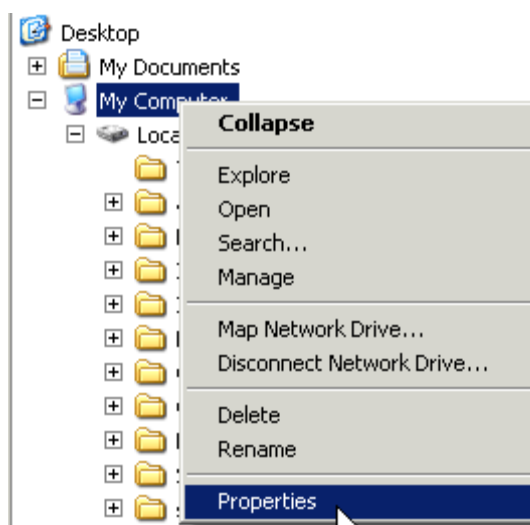 Desktop
My Documents
My Computer
Collapse
Explore
Open
Search...
Manage
Map Network Drive...
Disconnect Network Drive...
Delete
Rename
Properties